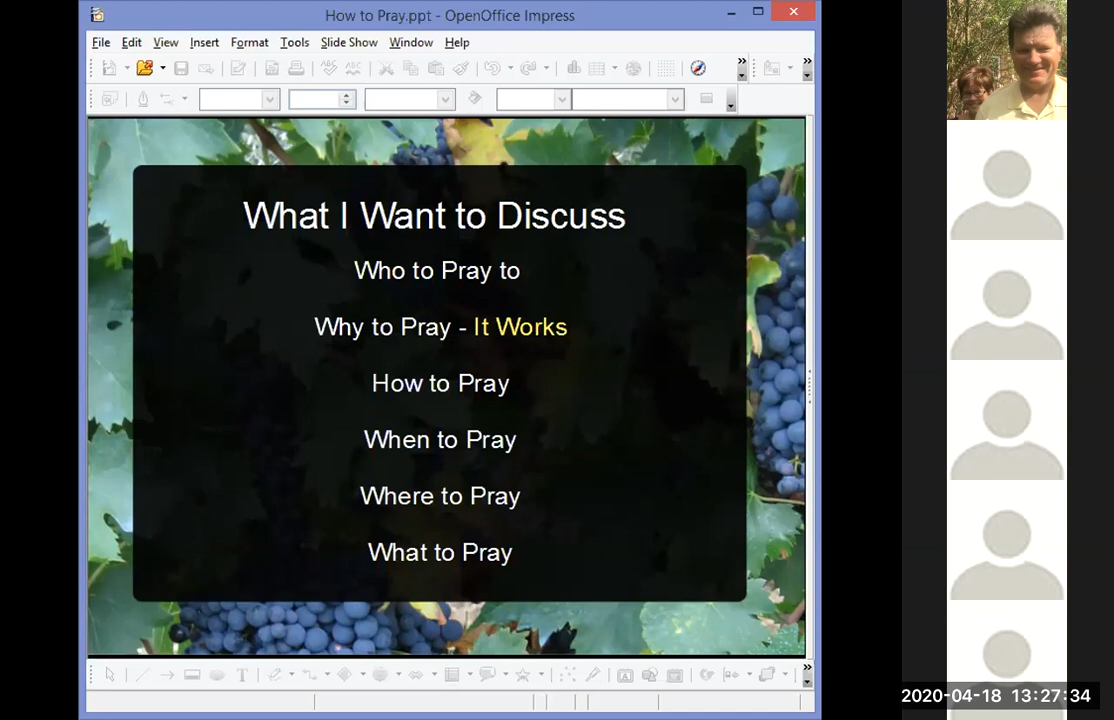 How to Pray.ppt - OpenOffice Impress
File Edit View Insert Format Tools Slide Show Window Help
What I Want to Discuss
Who to Pray to
Why to Pray - It Works
How to Pray
When to Pray
Where to Pray
What to Pray
2020-04-18 13:27:34